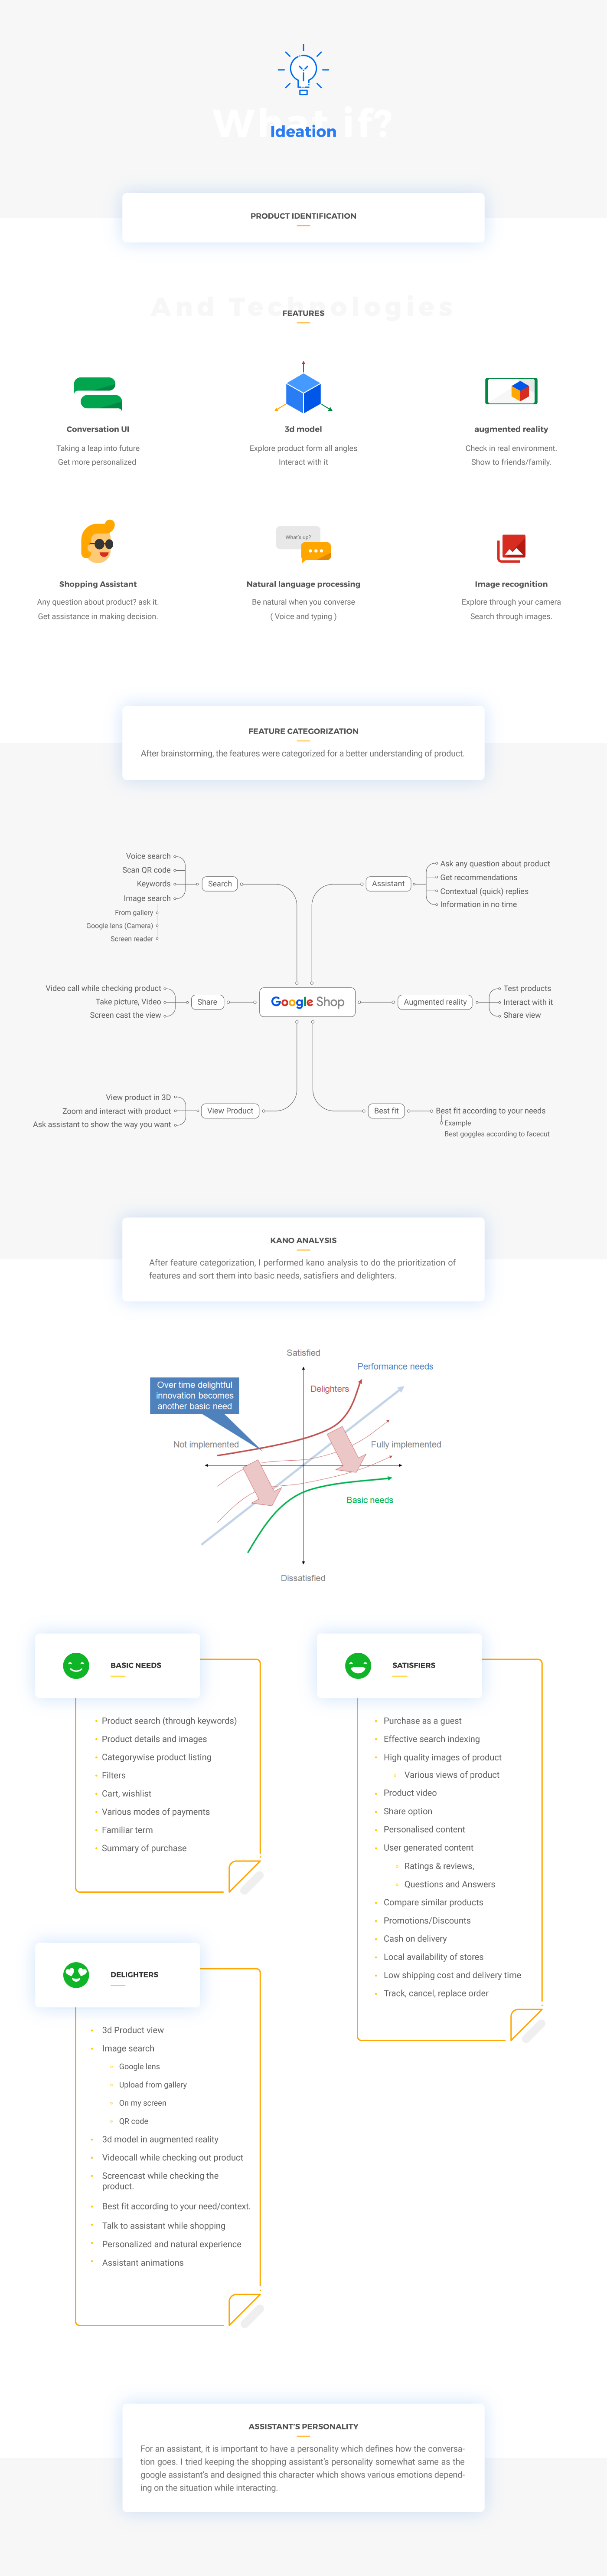 What if?
Ideation
PRODUCT IDENTIFICATION
And Technologies
FEATURES
Conversation UI
Taking a leap into future
Get more personalized
3d model
Explore product form all angles
Interact with it
augmented reality
Check in real environment.
Show to friends/family.
Shopping Assistant
Any question about product? ask it.
Get assistance in making decision.
What's up?
Natural language processing
Be natural when you converse
( Voice and typing )
Image recognition
Explore through your camera
Search through images.
FEATURE CATEGORIZATION
After brainstorming, the features were categorized for a better understanding of product.
Voice search
Scan QR code
Keywords
Image search
From gallery
Google lens (Camera)
Screen reader
Search
Assistant
Ask any question about product
Get recommendations
Contextual (quick) replies
Information in no time
Video call while checking product
Take picture, Video
Screen cast the view
Share
Google Shop
Augmented reality
Test products
Interact with it
Share view
View product in 3D
Zoom and interact with product
Ask assistant to show the way you want
View Product
Best fit
Best fit according to your needs
Example
Best goggles according to facecut
KANO ANALYSIS
After feature categorization, I performed kano analysis to do the prioritization of
features and sort them into basic needs, satisfiers and delighters.
Satisfied
Performance needs
Over time delightful
innovation becomes
another basic need
Delighters
Not implemented
Fully implemented
Basic needs
Dissatisfied
BASIC NEEDS
Product search (through keywords)
Product details and images
Categorywise product listing
Filters
Cart, wishlist
Various modes of payments
Familiar term
Summary of purchase
SATISFIERS
Purchase as a guest
Effective search indexing
High quality images of product
Various views of product
Product video
Share option
Personalised content
User generated content
Ratings & reviews,
Questions and Answers
Compare similar products
Promotions/Discounts
Cash on delivery
Local availability of stores
Low shipping cost and delivery time
Track, cancel, replace order
DELIGHTERS
3d Product view
Image search
Google lens
Upload from gallery
On my screen
QR code
3d model in augmented reality
Videocall while checking out product
Screencast while checking the
product.
Best fit according to your need/context.
Talk to assistant while shopping
Personalized and natural experience
Assistant animations
ASSISTANT'S PERSONALITY
For an assistant, it is important to have a personality which defines how the conversa-
tion goes. I tried keeping the shopping assistant's personality somewhat same as the
google assistant's and designed this character which shows various emotions depend-
ing on the situation while interacting.